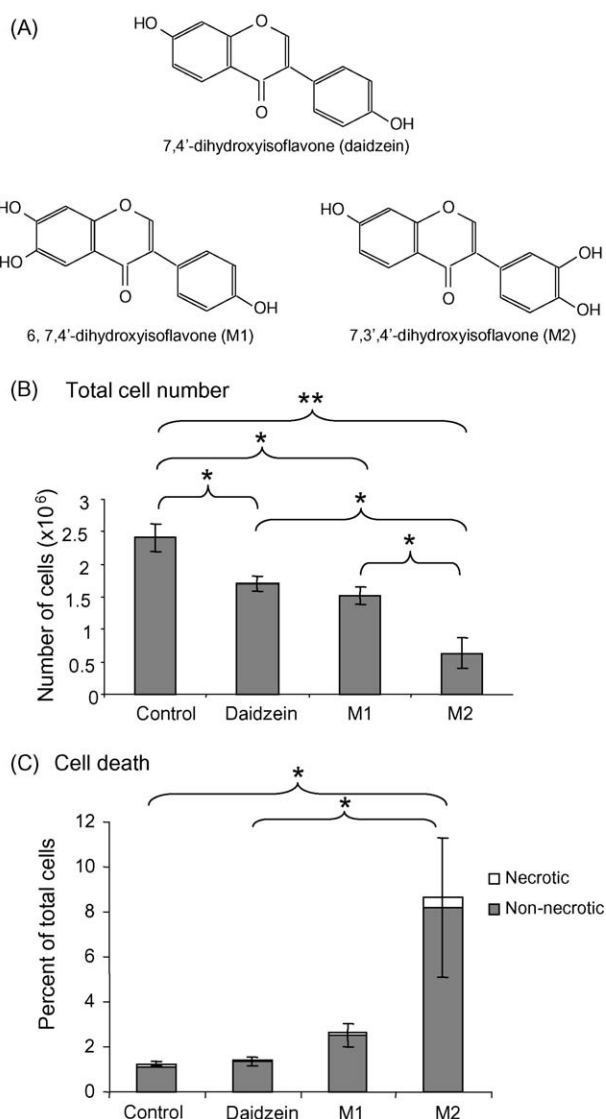 (A)
HO
O
O
OH
7,4'-dihydroxyisoflavone (daidzein)
HO
HO
O
O
OH
6, 7,4'-dihydroxyisoflavone (M1)
HO
O
O
OH
OH
7,3',4'-dihydroxyisoflavone (M2)
(B) Total cell number
**
*
*
*
*
Number of cells (x10⁶)
3
2.5
2
1.5
1
0.5
0
Control Daidzein M1 M2
(C) Cell death
*
*
Percent of total cells
12
10
8
6
4
2
0
Necrotic
Non-necrotic
Control Daidzein M1 M2